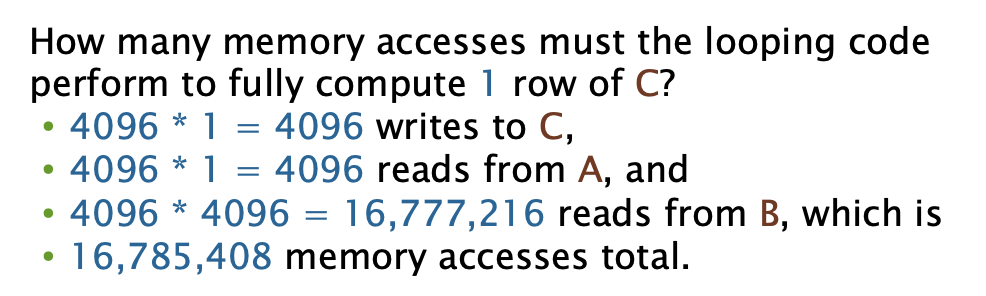 How many memory accesses must the looping code
perform to fully compute 1 row of C?
• 4096 * 1 = 4096 writes to C,
• 4096 * 1 = 4096 reads from A, and
• 4096 * 4096 = 16,777,216 reads from B, which is
• 16,785,408 memory accesses total.